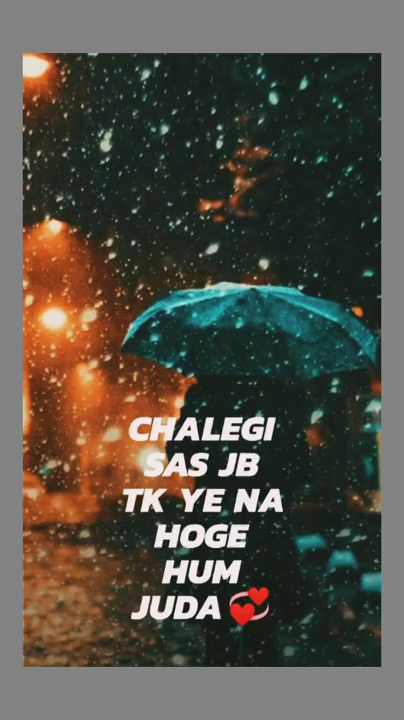 CHALEGI
SAS JB
TK YE NA
HOGE
HUM
JUDA 💞